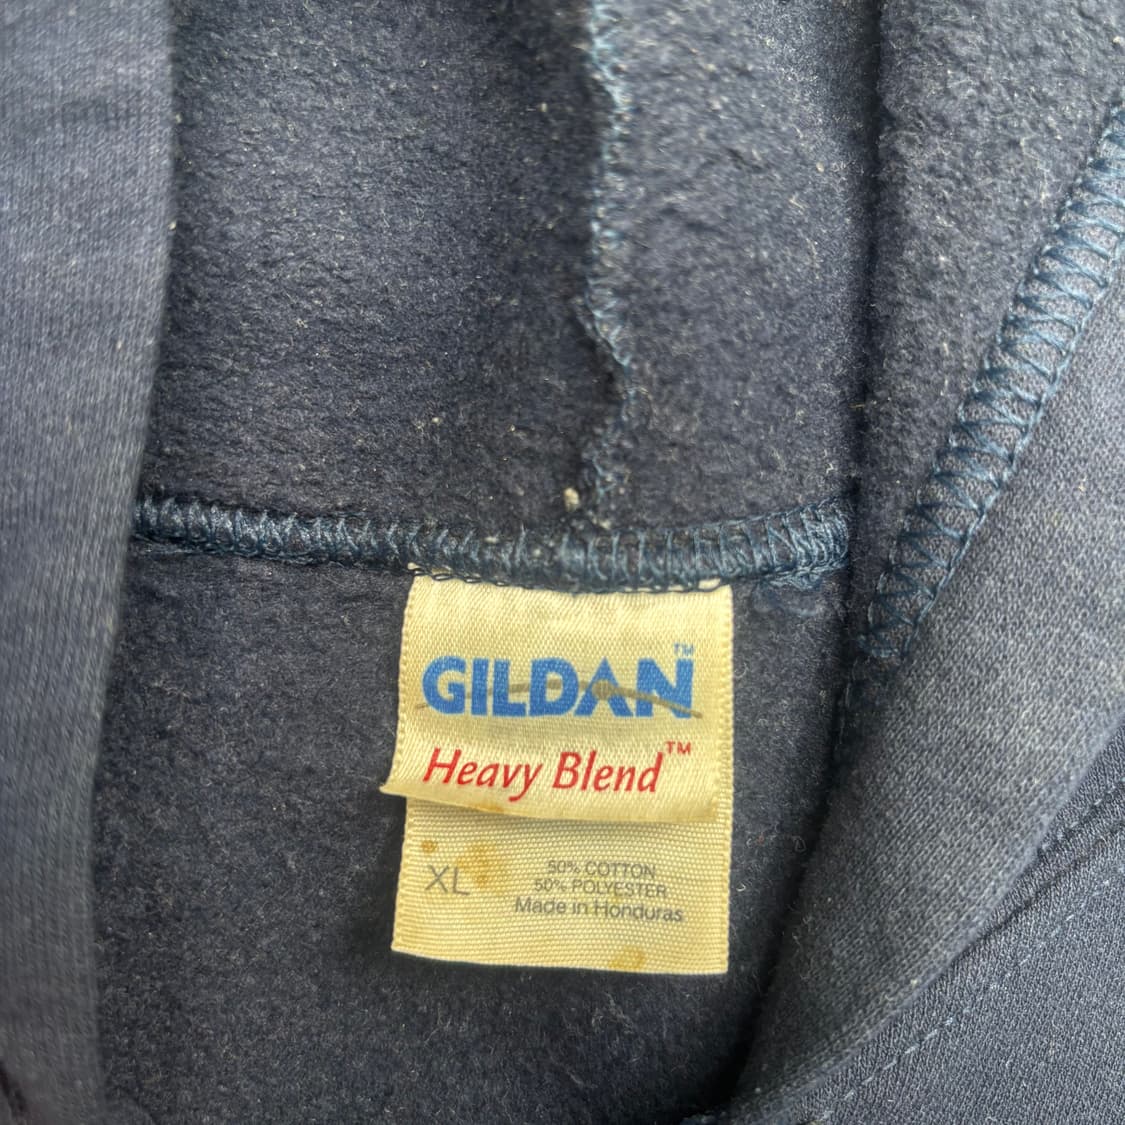 GILDAN™
Heavy Blend™
XL
50% COTTON
50% POLYESTER
Made in Honduras